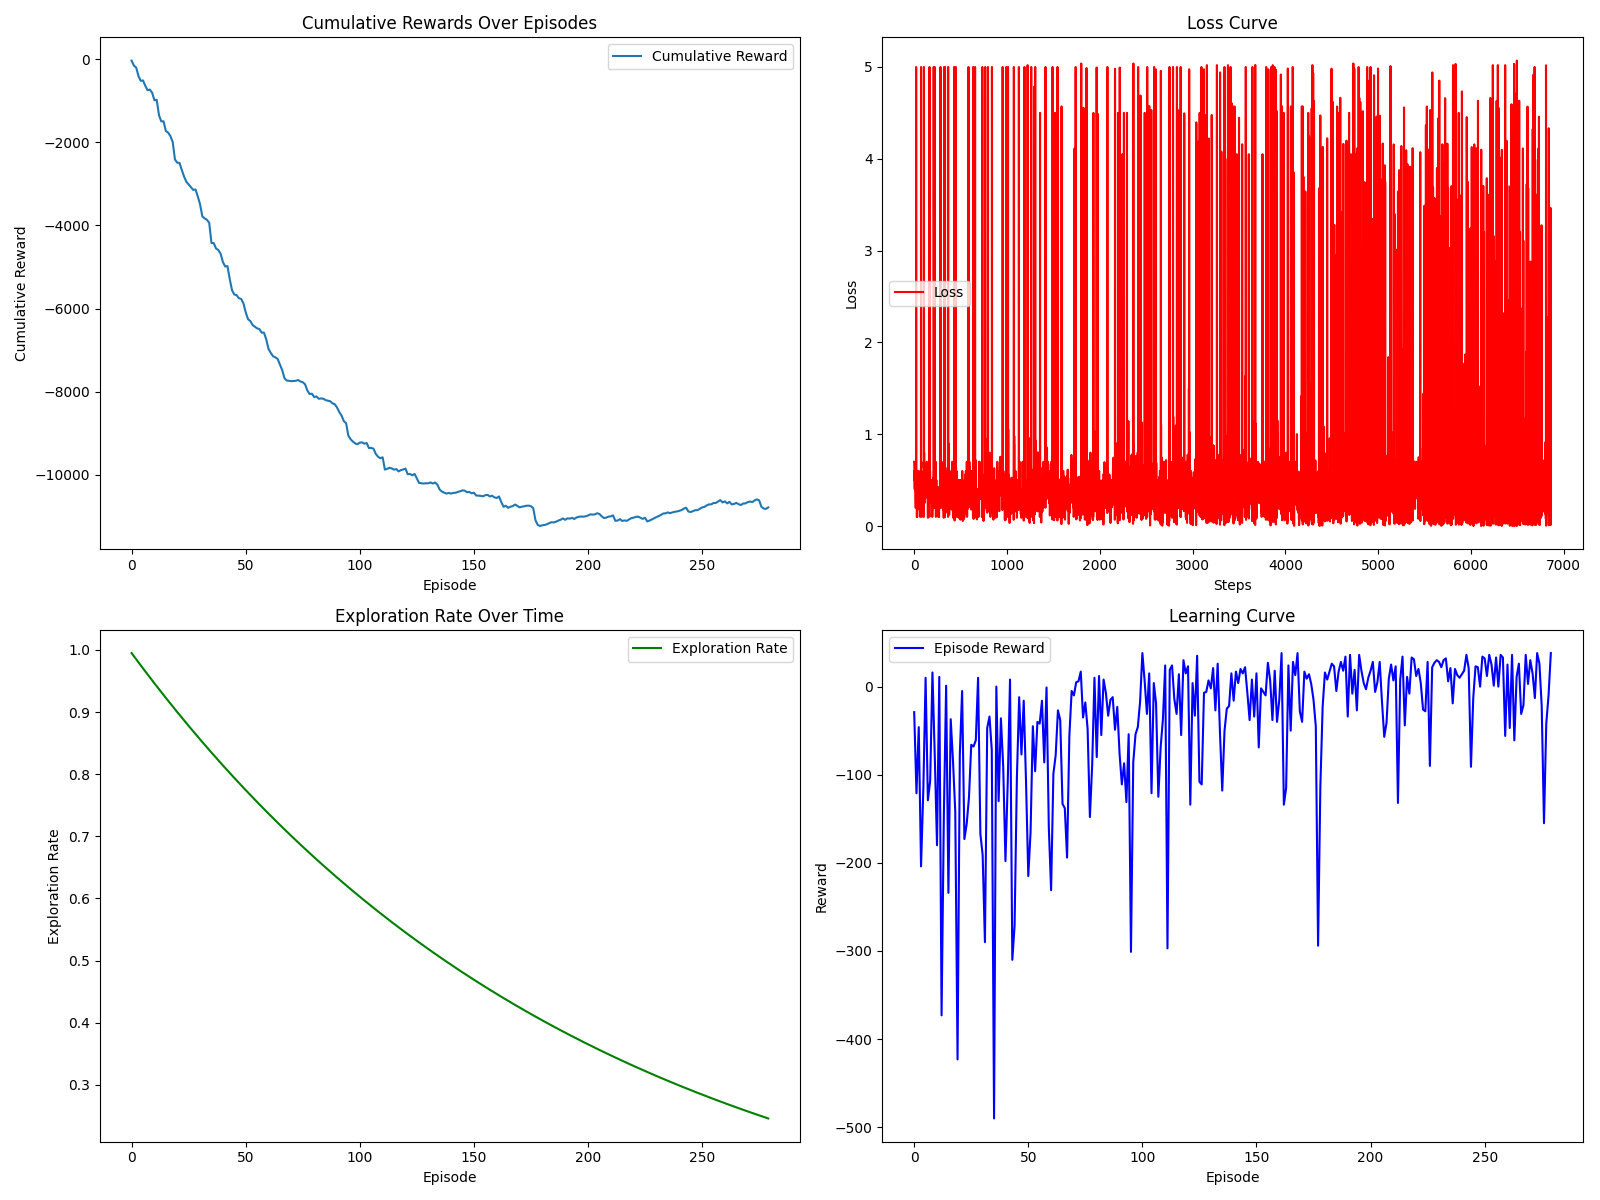 Cumulative Rewards Over Episodes
Cumulative Reward
0
−2000
−4000
−6000
−8000
−10000
Cumulative Reward
0 50 100 150 200 250
Episode
Loss Curve
5
4
3
2
1
0
Loss
Loss
0 1000 2000 3000 4000 5000 6000 7000
Steps
Exploration Rate Over Time
Exploration Rate
1.0
0.9
0.8
0.7
0.6
0.5
0.4
0.3
Exploration Rate
0 50 100 150 200 250
Episode
Learning Curve
Episode Reward
0
−100
−200
−300
−400
−500
Reward
0 50 100 150 200 250
Episode